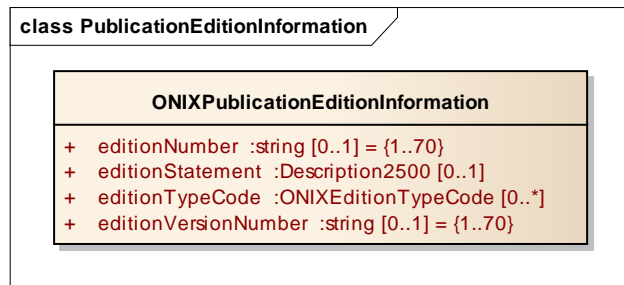 class PublicationEditionInformation
ONIXPublicationEditionInformation
+ editionNumber :string [0..1] = {1..70}
+ editionStatement :Description2500 [0..1]
+ editionTypeCode :ONIXEditionTypeCode [0..*]
+ editionVersionNumber :string [0..1] = {1..70}